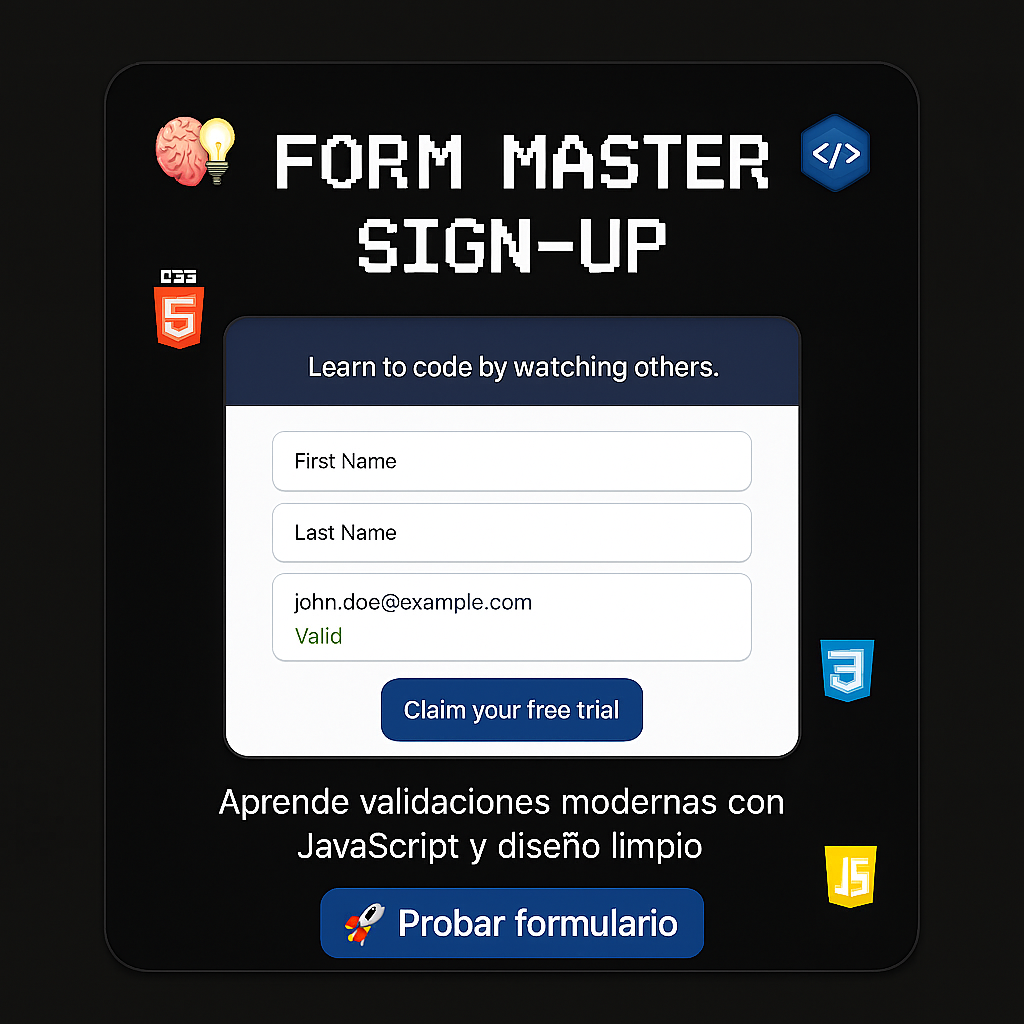 FORM MASTER
SIGN-UP
</>
CSS
5
Learn to code by watching others.
First Name
Last Name
john.doe@example.com
Valid
3
Claim your free trial
Aprende validaciones modernas con
JavaScript y diseño limpio
JS
Probar formulario